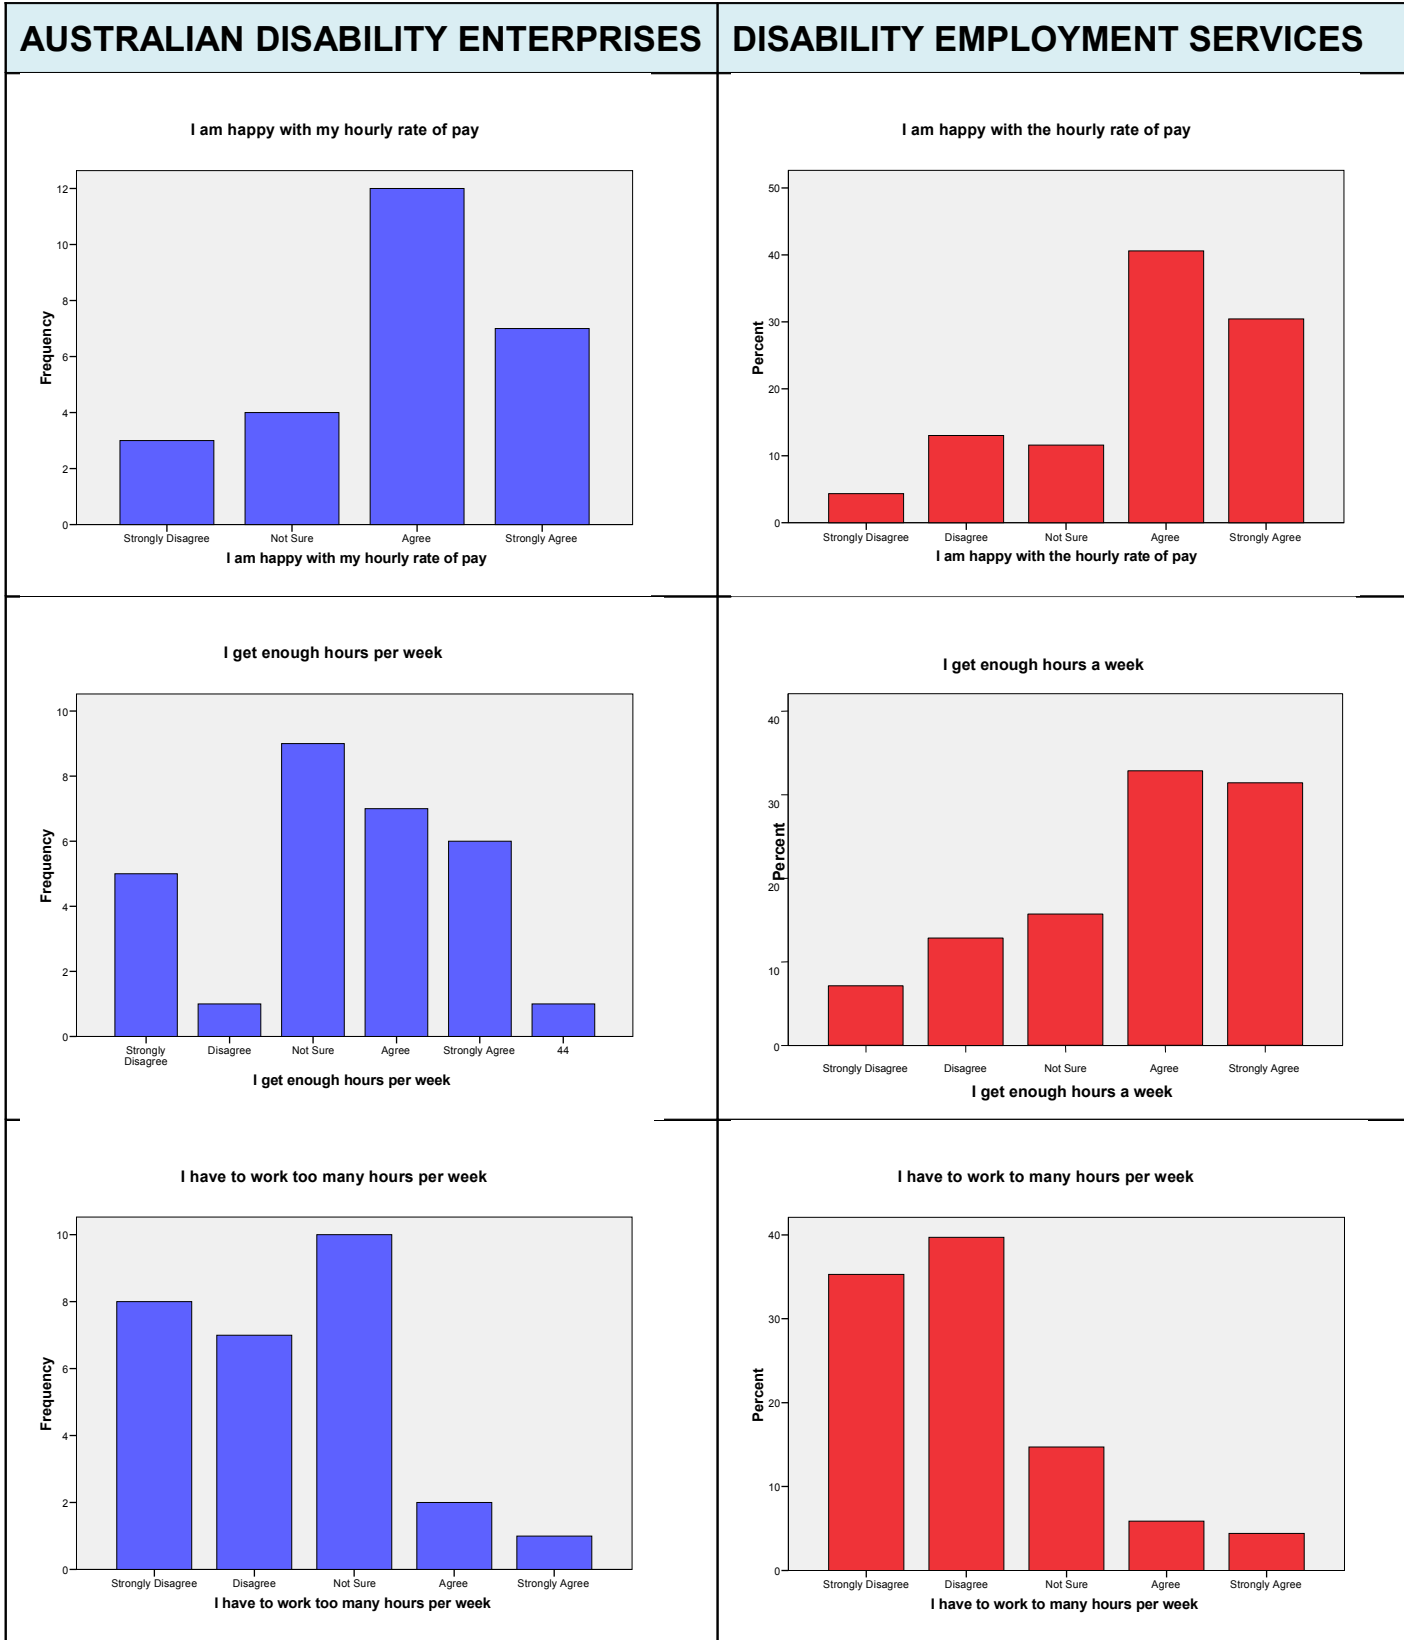 AUSTRALIAN DISABILITY ENTERPRISES
DISABILITY EMPLOYMENT SERVICES
I am happy with my hourly rate of pay
12
10
8
6
4
2
0
Frequency
Strongly Disagree Not Sure Agree Strongly Agree
I am happy with my hourly rate of pay
I am happy with the hourly rate of pay
50
40
30
20
10
0
Percent
Strongly Disagree Disagree Not Sure Agree Strongly Agree
I am happy with the hourly rate of pay
I get enough hours per week
10
8
6
4
2
0
Frequency
Strongly Disagree Not Sure Agree Strongly Agree 44
Disagree
I get enough hours per week
I get enough hours a week
40
30
20
10
0
Percent
Strongly Disagree Disagree Not Sure Agree Strongly Agree
I get enough hours a week
I have to work too many hours per week
10
8
6
4
2
0
Frequency
Strongly Disagree Disagree Not Sure Agree Strongly Agree
I have to work too many hours per week
I have to work to many hours per week
40
30
20
10
0
Percent
Strongly Disagree Disagree Not Sure Agree Strongly Agree
I have to work to many hours per week